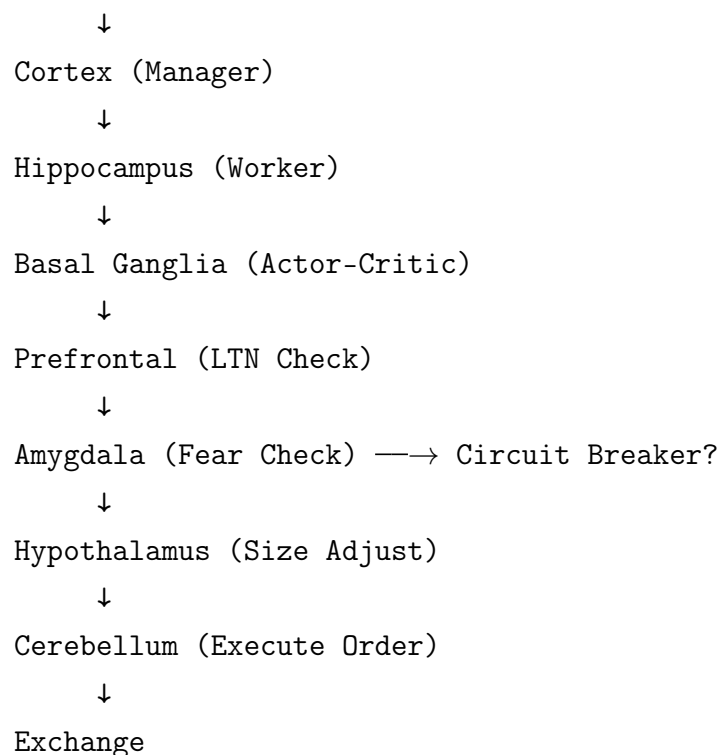 ↓
Cortex (Manager)
↓
Hippocampus (Worker)
↓
Basal Ganglia (Actor-Critic)
↓
Prefrontal (LTN Check)
↓
Amygdala (Fear Check) —→ Circuit Breaker?
↓
Hypothalamus (Size Adjust)
↓
Cerebellum (Execute Order)
↓
Exchange